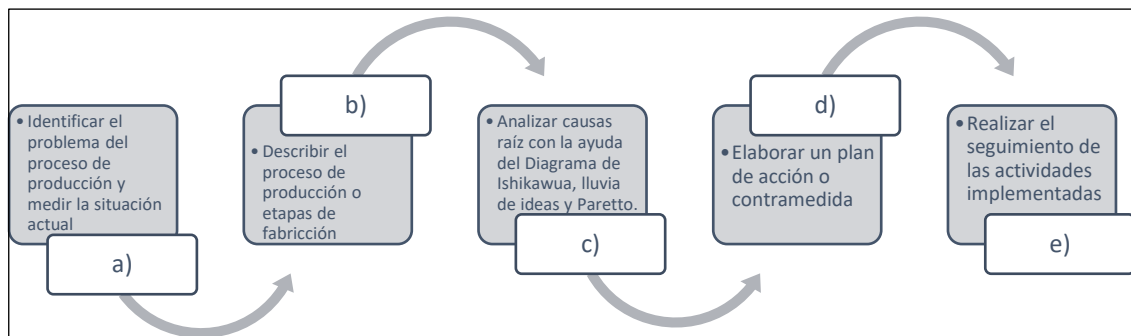 • Identificar el
problema del
proceso de
producción y
medir la situación
actual
a)
b)
• Describir el
proceso de
producción o
etapas de
fabricción
• Analizar causas
raíz con la ayuda
del Diagrama de
Ishikawua, lluvia
de ideas y Paretto.
c)
d)
• Elaborar un plan
de acción o
contramedida
• Realizar el
seguimiento de
las actividades
implementadas
e)